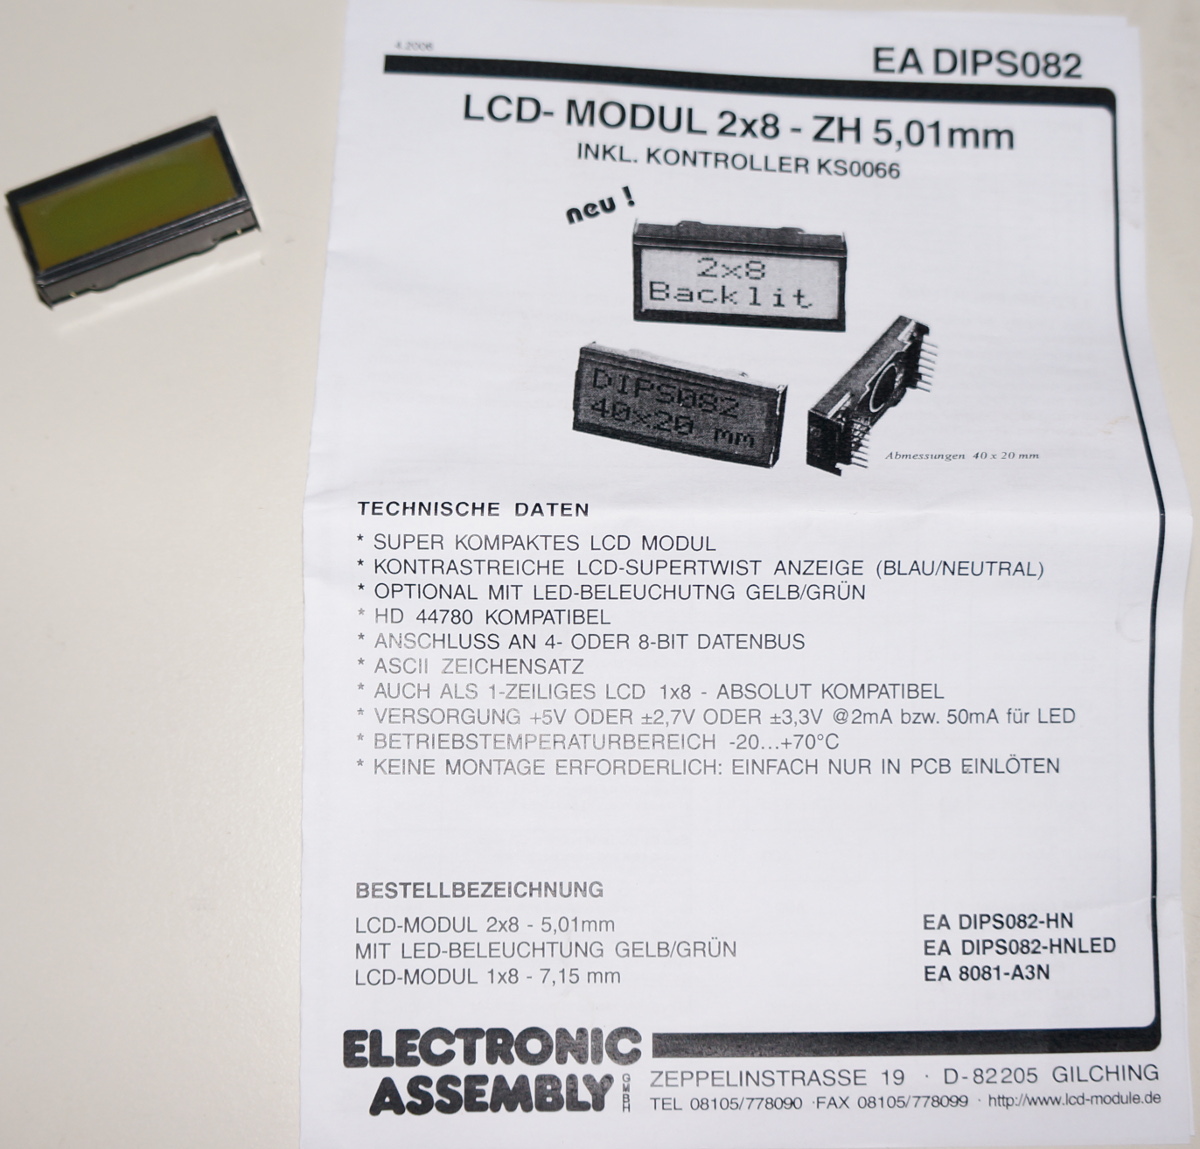 4.2006
EA DIPS082
LCD- MODUL 2x8 - ZH 5,01mm
INKL. KONTROLLER KS0066
neu !
2x8
Backlit
DIPS082
40x20 mm
Abmessungen 40 x 20 mm
TECHNISCHE DATEN
* SUPER KOMPAKTES LCD MODUL
* KONTRASTREICHE LCD-SUPERTWIST ANZEIGE (BLAU/NEUTRAL)
* OPTIONAL MIT LED-BELEUCHUTNG GELB/GRÜN
* HD 44780 KOMPATIBEL
* ANSCHLUSS AN 4- ODER 8-BIT DATENBUS
* ASCII ZEICHENSATZ
* AUCH ALS 1-ZEILIGES LCD 1x8 - ABSOLUT KOMPATIBEL
* VERSORGUNG +5V ODER ±2,7V ODER ±3,3V @2mA bzw. 50mA für LED
* BETRIEBSTEMPERATURBEREICH -20...+70°C
* KEINE MONTAGE ERFORDERLICH: EINFACH NUR IN PCB EINLÖTEN
BESTELLBEZEICHNUNG
LCD-MODUL 2x8 - 5,01mm EA DIPS082-HN
MIT LED-BELEUCHTUNG GELB/GRÜN EA DIPS082-HNLED
LCD-MODUL 1x8 - 7,15 mm EA 8081-A3N
ELECTRONIC
ASSEMBLY GMBH
ZEPPELINSTRASSE 19 · D-82205 GILCHING
TEL 08105/778090 ·FAX 08105/778099 · http://www.lcd-module.de